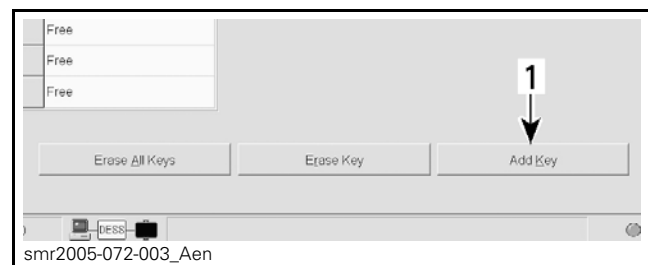 Free
Free
Free
1
Erase All Keys Erase Key Add Key
DESS
smr2005-072-003_Aen